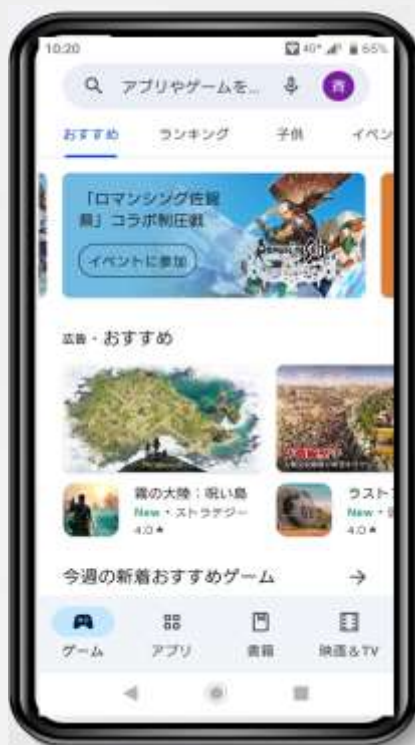 10:20
4G+
65%
アプリやゲームを...
おすすめ
ランキング
子供
イベン
「ロマンシング佐賀
県」コラボ制圧戦
イベントに参加
広告・おすすめ
霧の大陸：呪い島
New・ストラテジー
4.0★
ラスト
New・
4.0★
今週の新着おすすめゲーム
→
ゲーム
アプリ
書籍
映画&TV